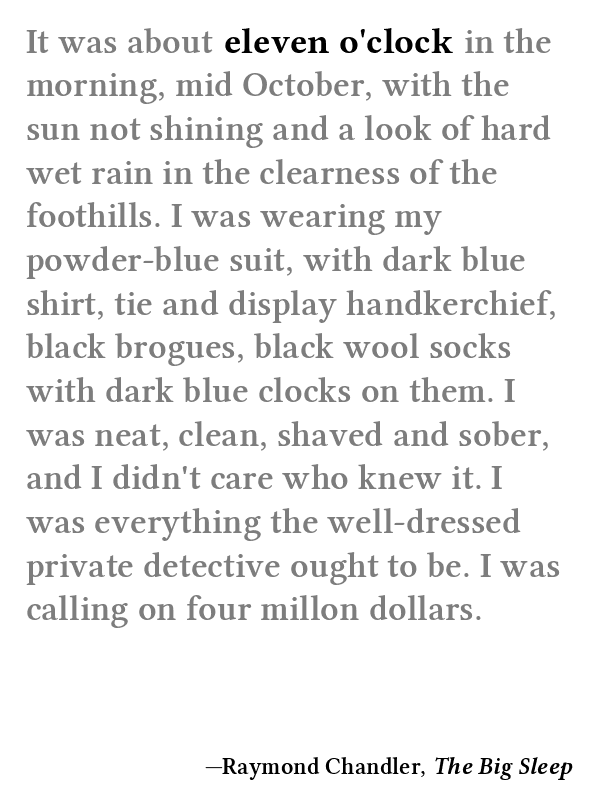 It was about eleven o'clock in the
morning, mid October, with the
sun not shining and a look of hard
wet rain in the clearness of the
foothills. I was wearing my
powder-blue suit, with dark blue
shirt, tie and display handkerchief,
black brogues, black wool socks
with dark blue clocks on them. I
was neat, clean, shaved and sober,
and I didn't care who knew it. I
was everything the well-dressed
private detective ought to be. I was
calling on four millon dollars.
—Raymond Chandler, The Big Sleep